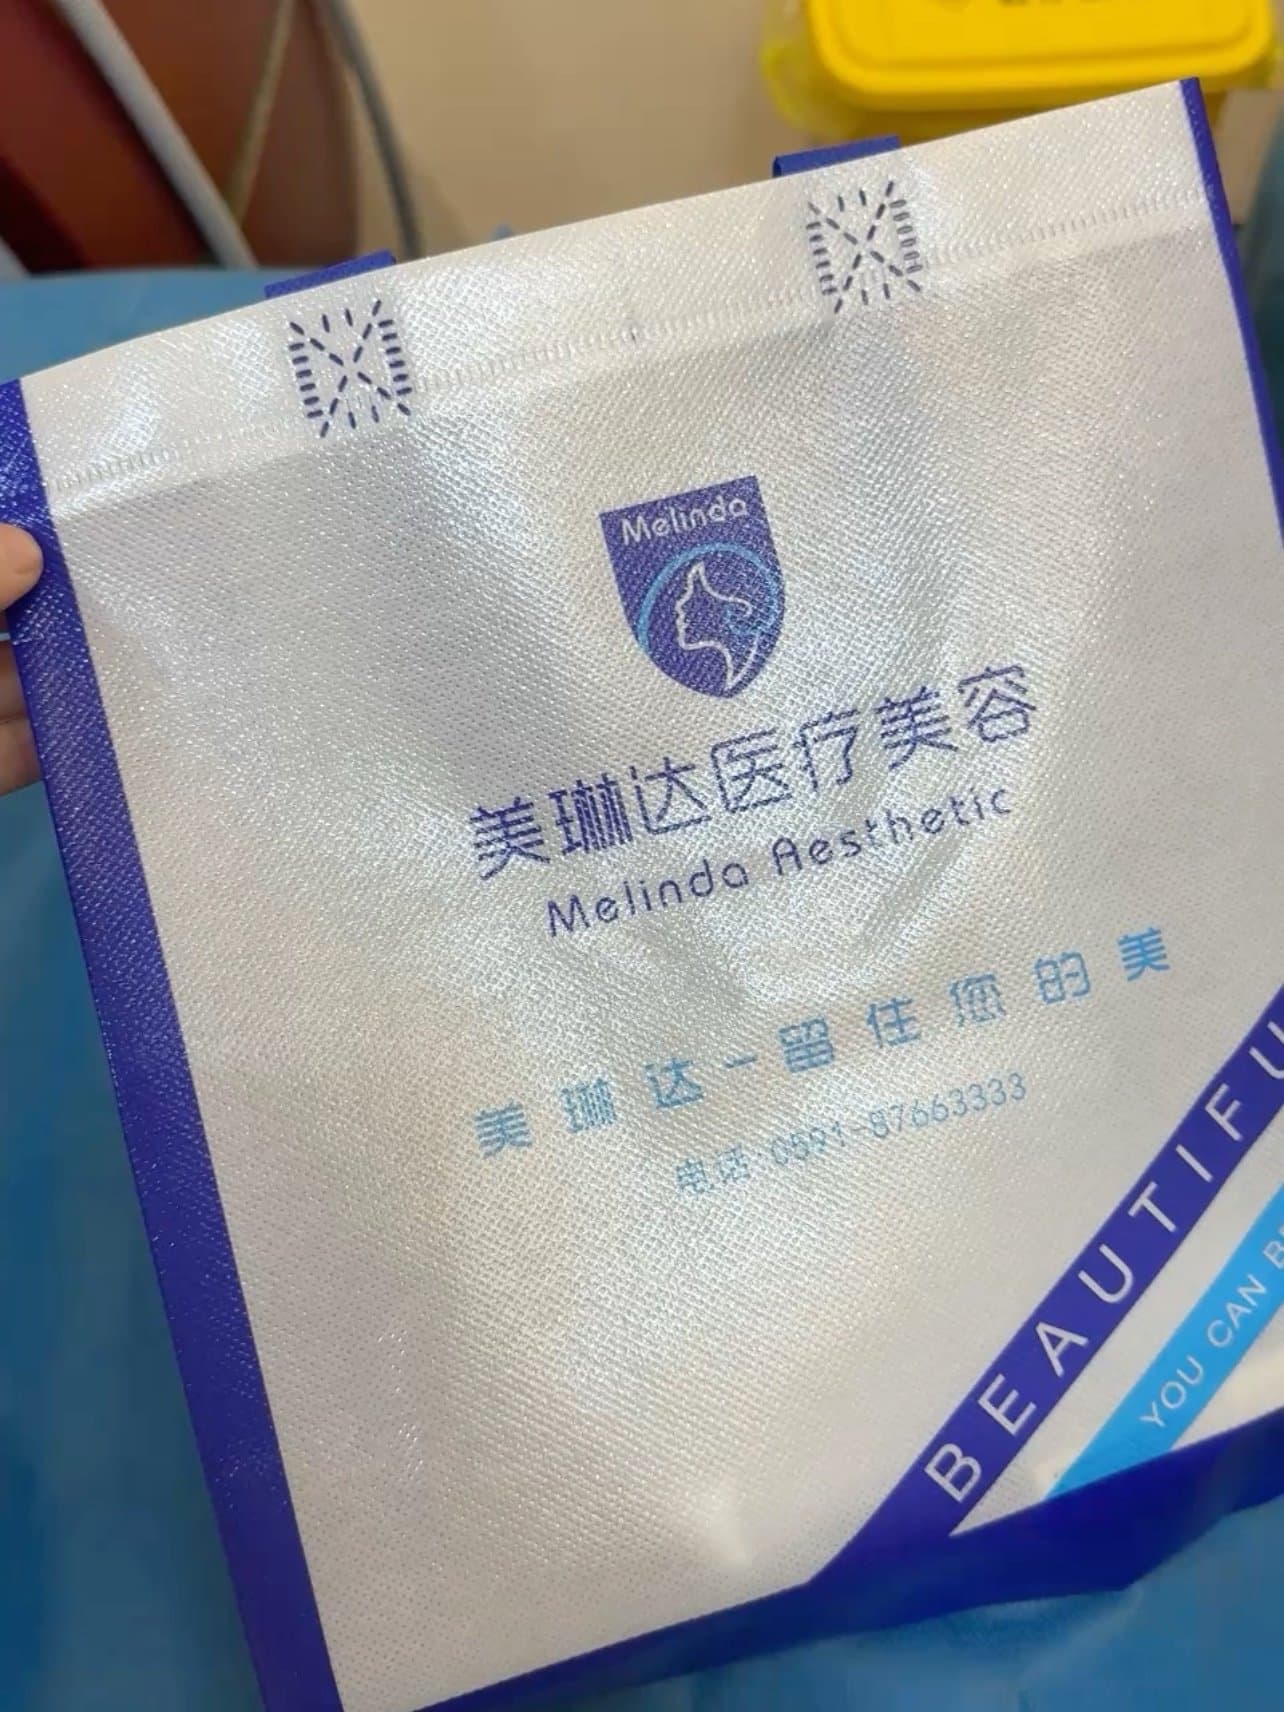 Melinda
美琳达医疗美容
Melinda Aesthetic
美琳达-留住您的美
电话 0591-87663333
BEAUTIFU
YOU CAN B